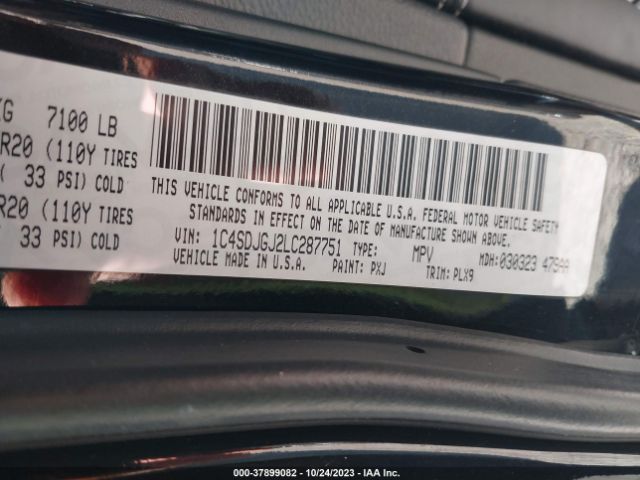 KG 7100 LB
R20 (110Y TIRES
( 33 PSI) COLD
R20 (110Y TIRES
33 PSI) COLD
THIS VEHICLE CONFORMS TO ALL APPLICABLE U.S.A. FEDERAL MOTOR VEHICLE SAFETY
STANDARDS IN EFFECT ON THE DATE OF MANUFACTURE SHOWN ABOVE.
VIN: 1C4SDJGJ2LC287751 TYPE: MPV MDH:030323 479AA
VEHICLE MADE IN U.S.A. PAINT: PXJ TRIM: PLX9
000-37899082 - 10/24/2023 - IAA Inc.